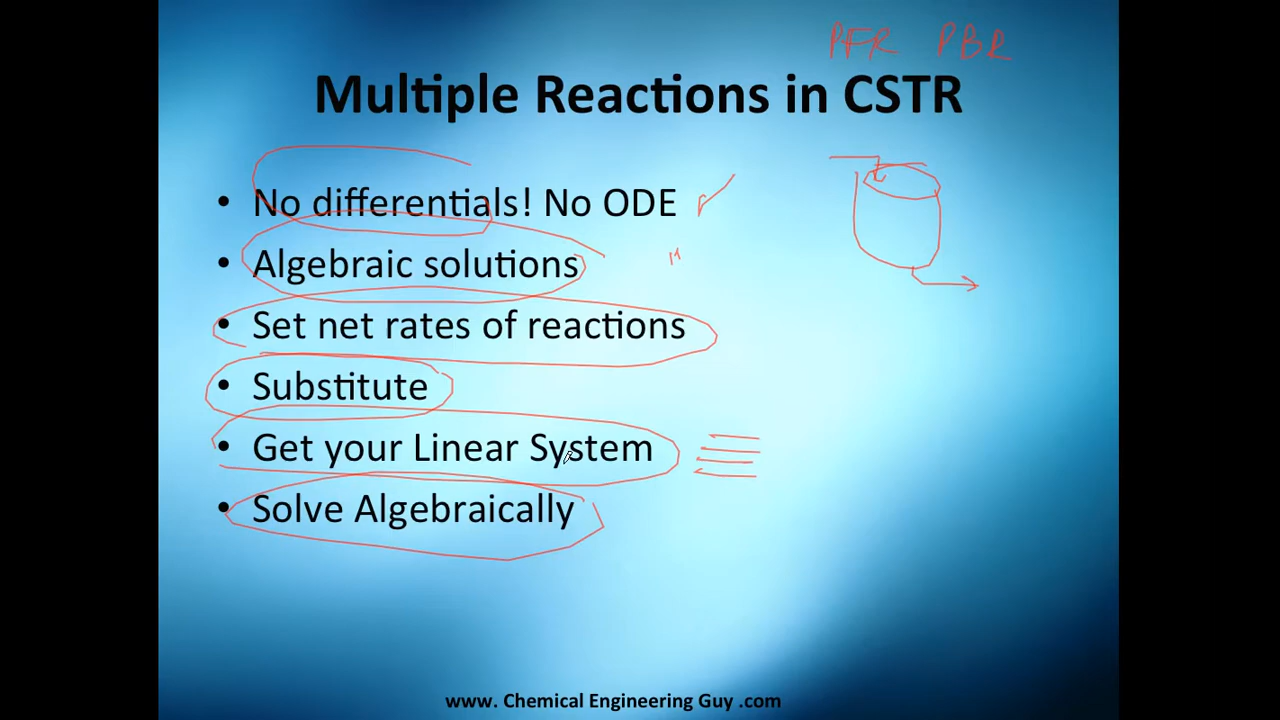 PFR PBR
Multiple Reactions in CSTR
• No differentials! No ODE
• Algebraic solutions
• Set net rates of reactions
• Substitute
• Get your Linear System
• Solve Algebraically
www. Chemical Engineering Guy .com